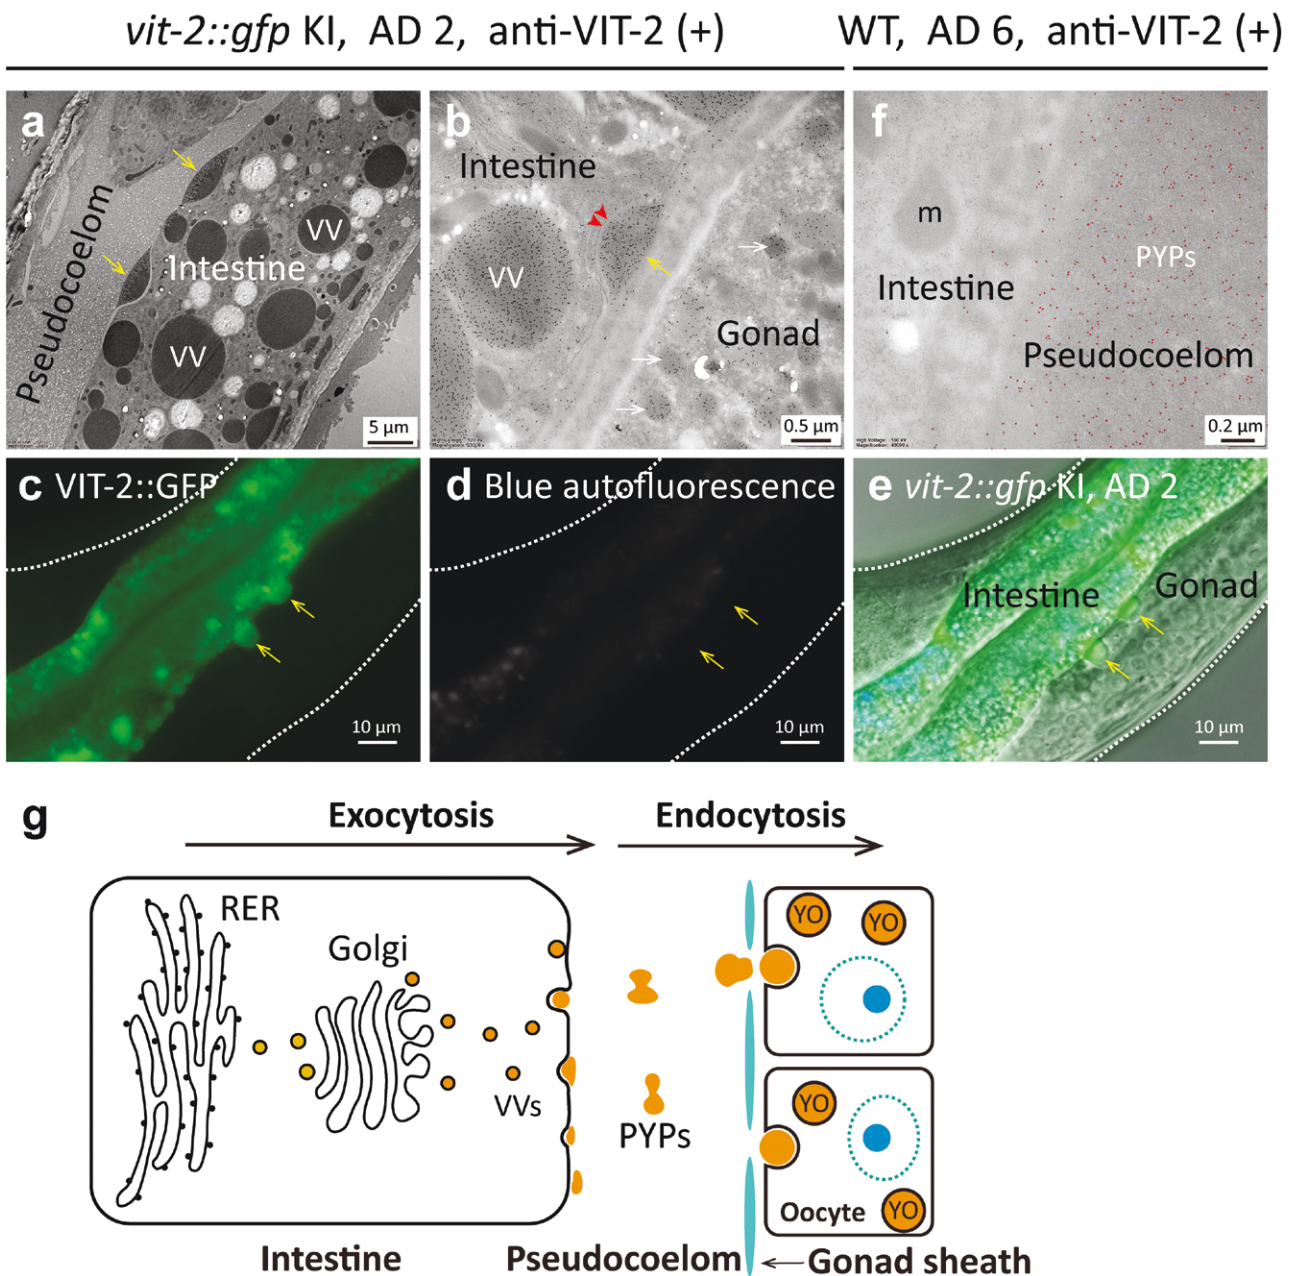 vit-2::gfp KI, AD 2, anti-VIT-2 (+)
WT, AD 6, anti-VIT-2 (+)
a
Pseudocoelom
Intestine
VV
VV
5 µm
b
Intestine
VV
Gonad
0.5 µm
f
m
Intestine
PYPs
Pseudocoelom
0.2 µm
c VIT-2::GFP
10 µm
d Blue autofluorescence
10 µm
e vit-2::gfp KI, AD 2
Intestine
Gonad
10 µm
g
Exocytosis
Endocytosis
RER
Golgi
VVs
PYPs
YO
YO
YO
YO
Oocyte
Intestine
Pseudocoelom
Gonad sheath